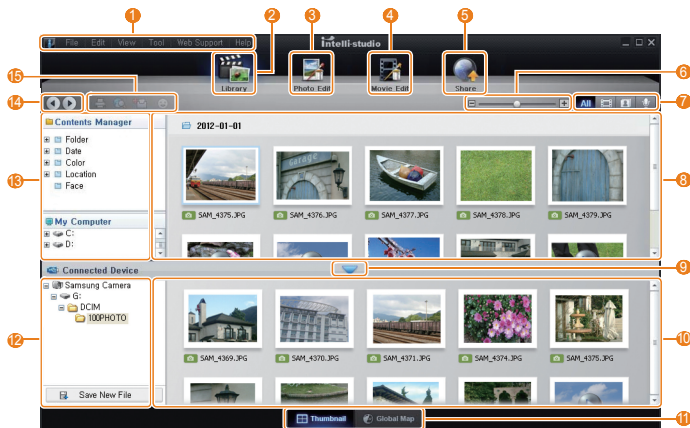 1
2
3
4
5
File Edit View Tool Web Support Help
intelli-studio
6
15
Library
Photo Edit
Movie Edit
Share
14
All
7
Contents Manager
2012-01-01
Folder
Date
Color
Location
Face
13
8
SAM_4375.JPG
SAM_4376.JPG
SAM_4377.JPG
SAM_4378.JPG
SAM_4379.JPG
My Computer
C:
D:
Connected Device
9
Samsung Camera
G:
DCIM
100PHOTO
12
10
SAM_4369.JPG
SAM_4370.JPG
SAM_4371.JPG
SAM_4374.JPG
SAM_4375.JPG
Save New File
Thumbnail
Global Map
11